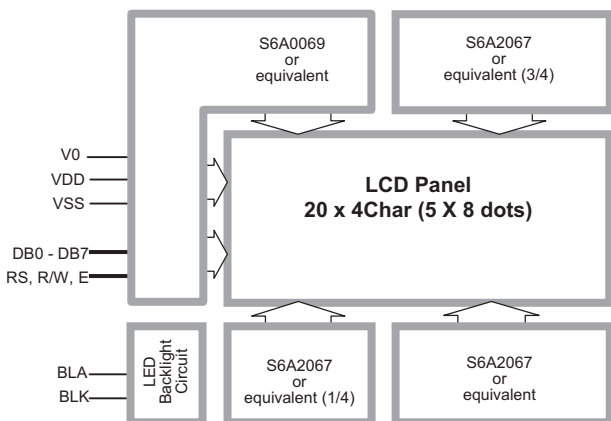 S6A0069
or
equivalent
S6A2067
or
equivalent (3/4)
V0
VDD
VSS
DB0 - DB7
RS, R/W, E
LCD Panel
20 x 4Char (5 X 8 dots)
BLA
BLK
LED
Backlight
Circuit
S6A2067
or
equivalent (1/4)
S6A2067
or
equivalent